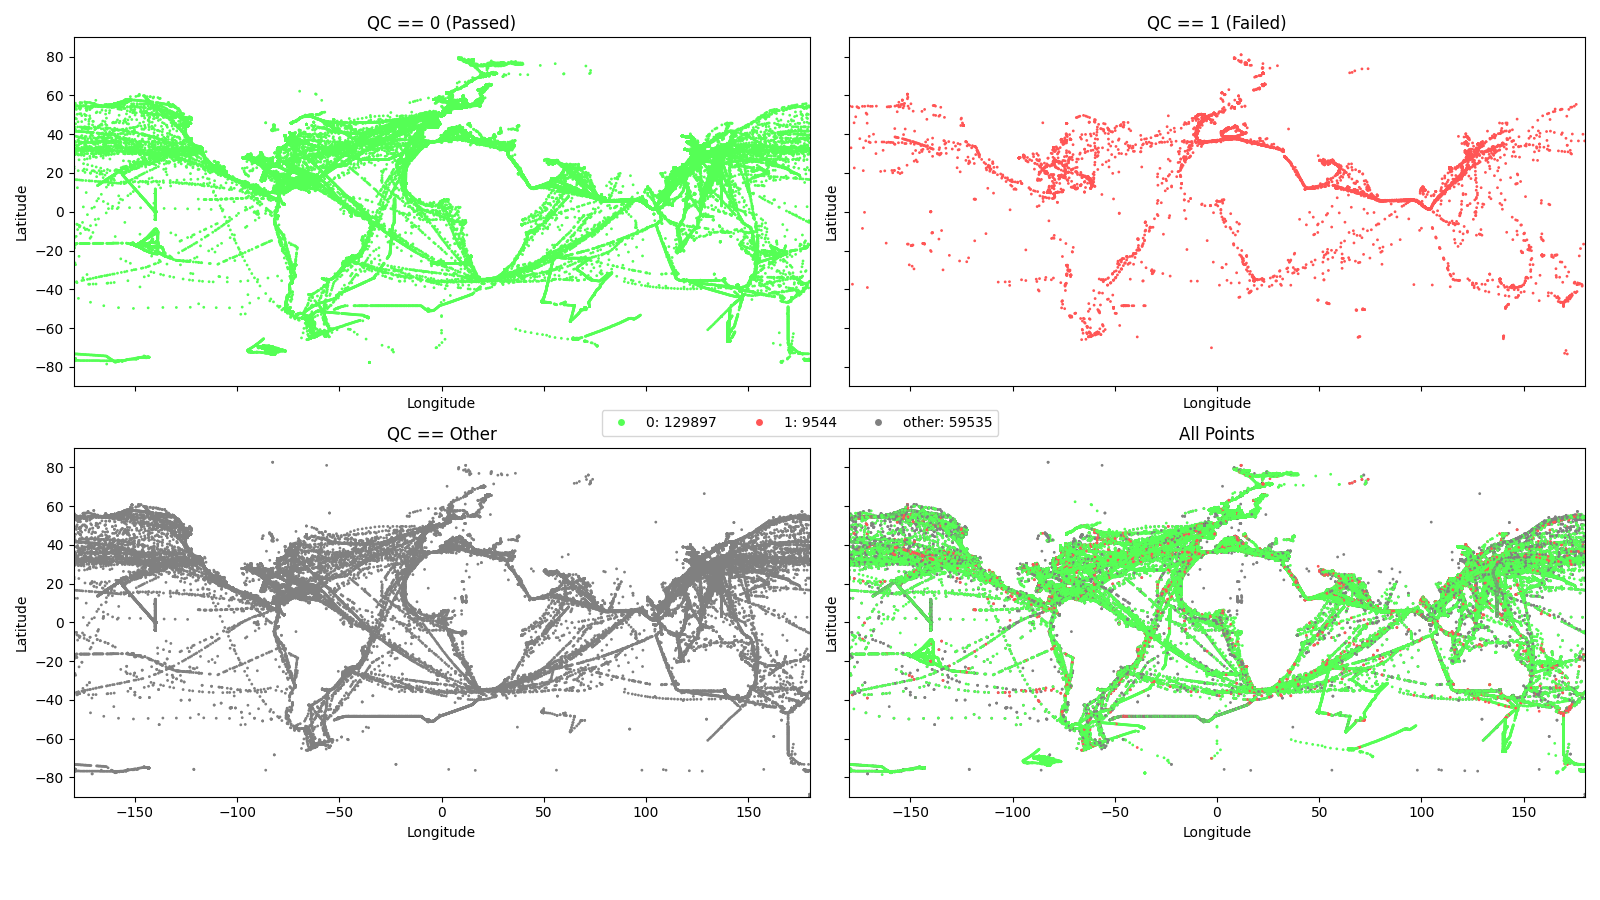 QC == 0 (Passed)
QC == 1 (Failed)
80
60
40
20
0
−20
−40
−60
−80
Latitude
Latitude
Longitude
Longitude
0: 129897
1: 9544
other: 59535
QC == Other
All Points
80
60
40
20
0
−20
−40
−60
−80
Latitude
Latitude
−150
−100
−50
0
50
100
150
−150
−100
−50
0
50
100
150
Longitude
Longitude